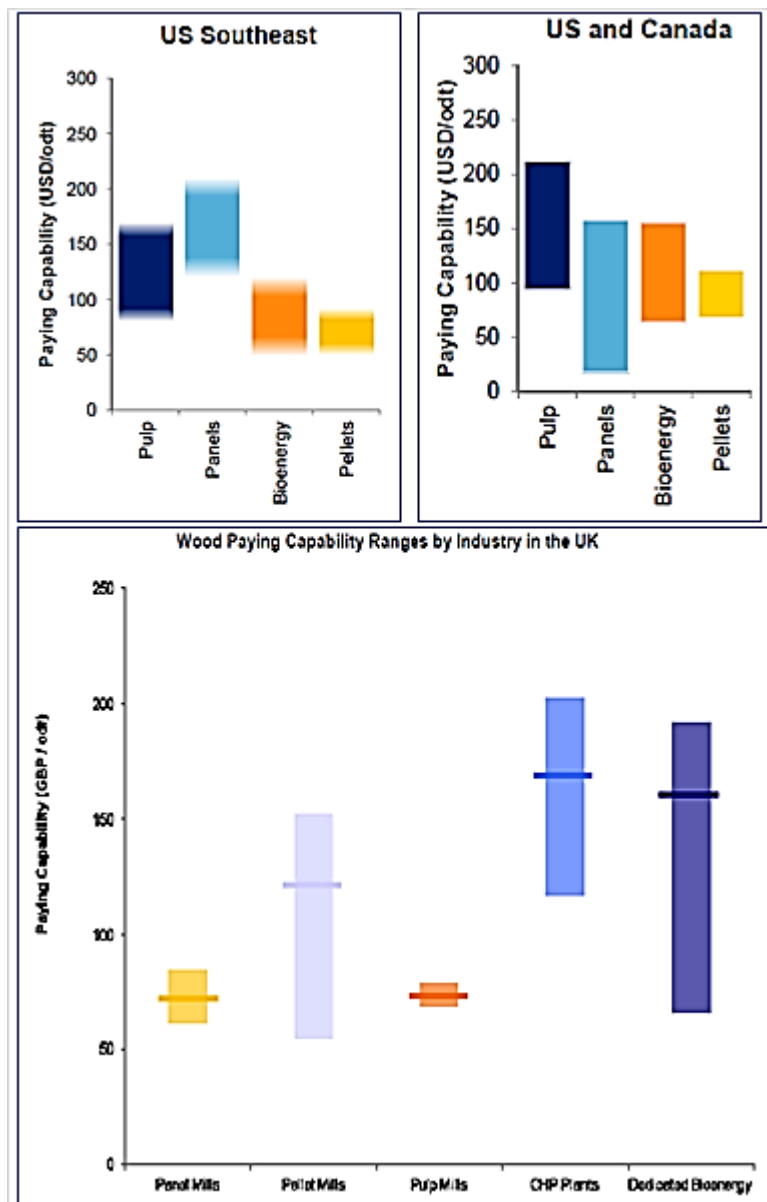 US Southeast
Paying Capability (USD/odt)
300
250
200
150
100
50
0
Pulp
Panels
Bioenergy
Pellets
US and Canada
Paying Capability (USD/odt)
300
250
200
150
100
50
0
Pulp
Panels
Bioenergy
Pellets
Wood Paying Capability Ranges by Industry in the UK
Paying Capability (GBP / odt)
250
200
150
100
50
0
Panel Mills
Pellet Mills
Pulp Mills
CHP Plants
Dedicated Bioenergy